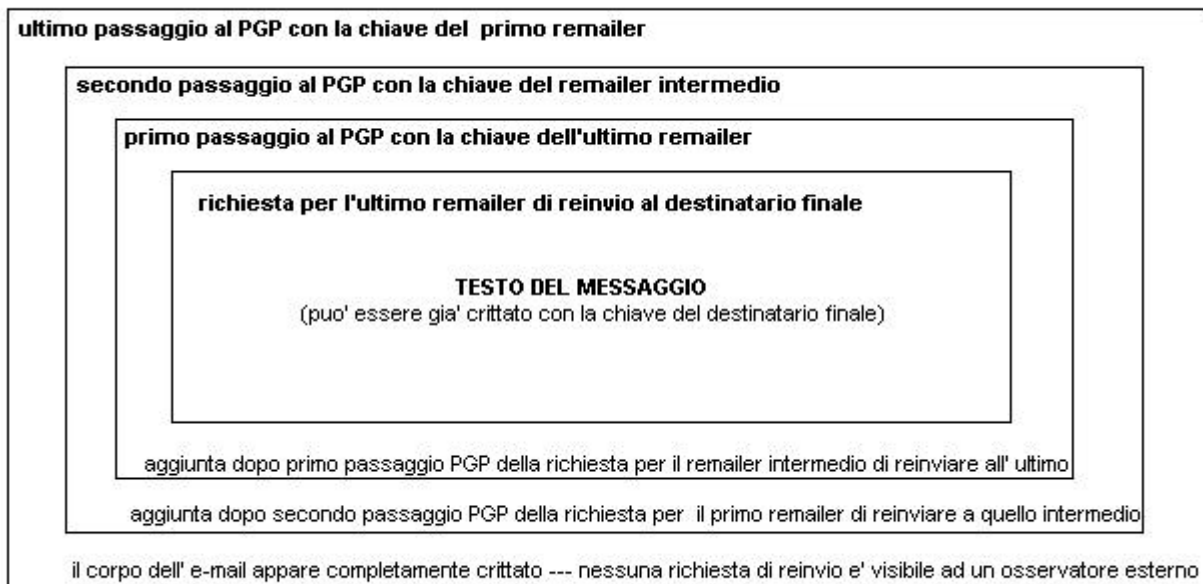 ultimo passaggio al PGP con la chiave del primo remailer
secondo passaggio al PGP con la chiave del remailer intermedio
primo passaggio al PGP con la chiave dell'ultimo remailer
richiesta per l'ultimo remailer di reinvio al destinatario finale
TESTO DEL MESSAGGIO
(puo' essere gia' crittato con la chiave del destinatario finale)
aggiunta dopo primo passaggio PGP della richiesta per il remailer intermedio di reinviare all' ultimo
aggiunta dopo secondo passaggio PGP della richiesta per il primo remailer di reinviare a quello intermedio
il corpo dell' e-mail appare completamente crittato --- nessuna richiesta di reinvio e' visibile ad un osservatore esterno